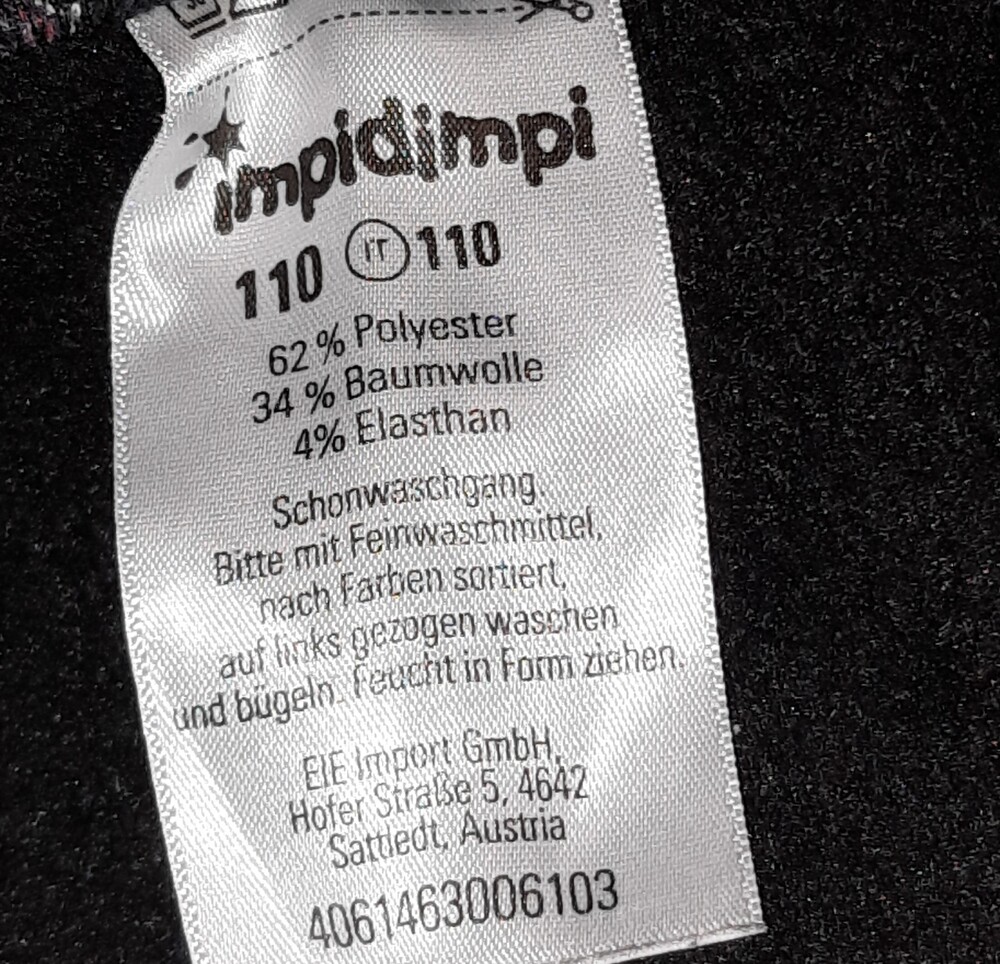 impidimpi
110 IT 110
62 % Polyester
34 % Baumwolle
4% Elasthan
Schonwaschgang.
Bitte mit Feinwaschmittel,
nach Farben sortiert,
auf links gezogen waschen
und bügeln. Feucht in Form ziehen.
EIE Import GmbH,
Hofer Straße 5, 4642
Sattledt, Austria
4061463006103